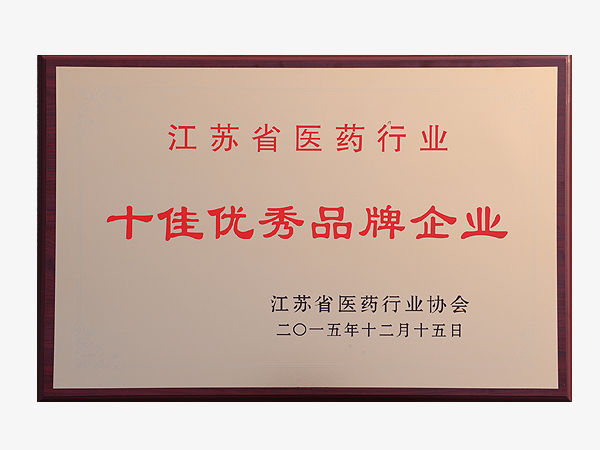 江苏省医药行业
十佳优秀品牌企业
江苏省医药行业协会
二〇一五年十二月十五日